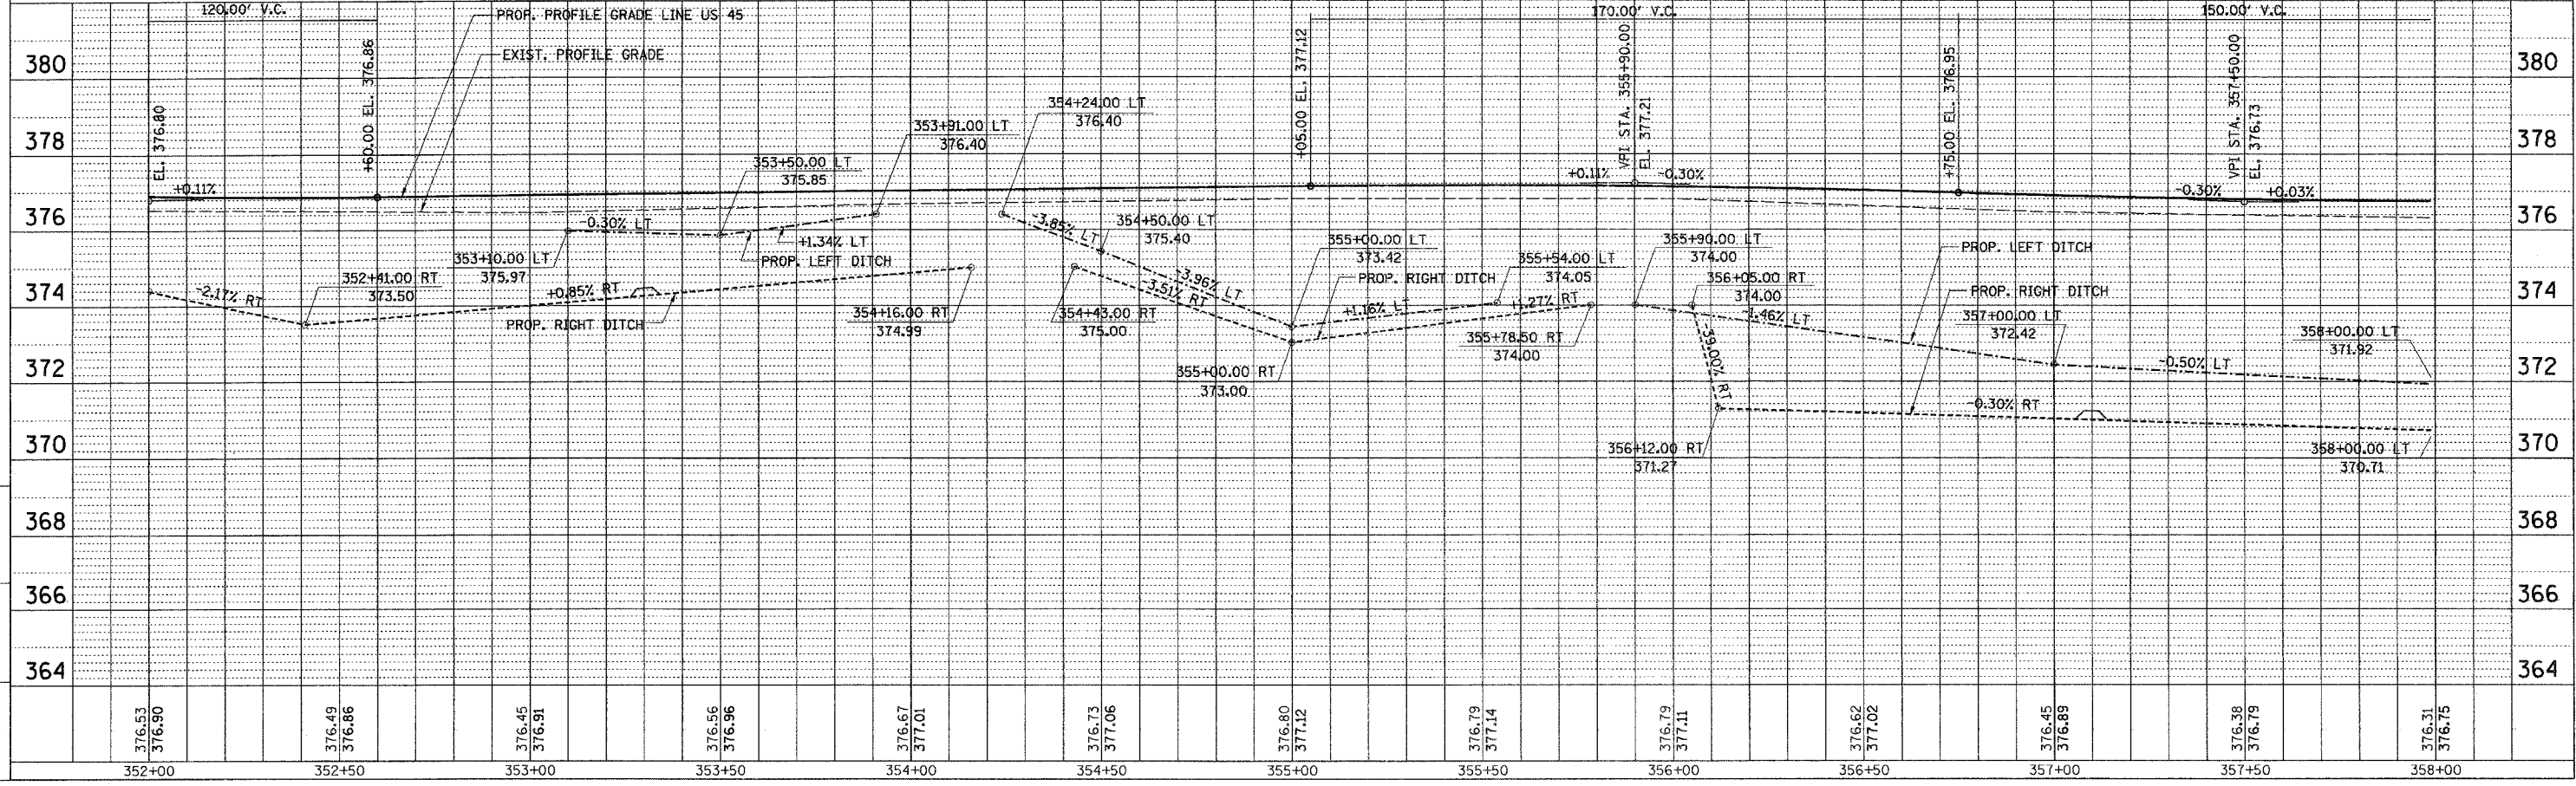 120.00' V.C.
170.00' V.C.
150.00' V.C.
PROP. PROFILE GRADE LINE US 45
EXIST. PROFILE GRADE
380
380
EL. 376.80
+60.00 EL. 376.86
+05.00 EL. 377.12
VPI STA. 355+90.00
EL. 377.21
+75.00 EL. 376.95
VPI STA. 357+50.00
EL. 376.73
354+24.00 LT
376.40
353+91.00 LT
376.40
378
378
353+50.00 LT
375.85
+0.11%
+0.11%
-0.30%
-0.30%
+0.03%
376
376
-0.30% LT
+1.34% LT
PROP. LEFT DITCH
353+10.00 LT
375.97
-3.85% LT
354+50.00 LT
375.40
355+00.00 LT
373.42
355+54.00 LT
374.05
355+90.00 LT
374.00
356+05.00 RT
374.00
PROP. LEFT DITCH
PROP. RIGHT DITCH
374
374
-2.17% RT
352+41.00 RT
373.50
+0.85% RT
PROP. RIGHT DITCH
354+16.00 RT
374.99
354+43.00 RT
375.00
-3.96% LT
-3.51% RT
PROP. RIGHT DITCH
+1.16% LT
+1.27% RT
355+78.50 RT
374.00
-1.46% LT
-39.00% RT
357+00.00 LT
372.42
358+00.00 LT
371.92
372
372
355+00.00 RT
373.00
-0.50% LT
-0.30% RT
370
370
356+12.00 RT
371.27
358+00.00 LT
370.71
368
368
366
366
364
364
376.53
376.90
376.49
376.86
376.45
376.91
376.56
376.96
376.67
377.01
376.73
377.06
376.80
377.12
376.79
377.14
376.79
377.11
376.62
377.02
376.45
376.89
376.38
376.79
376.31
376.75
352+00
352+50
353+00
353+50
354+00
354+50
355+00
355+50
356+00
356+50
357+00
357+50
358+00